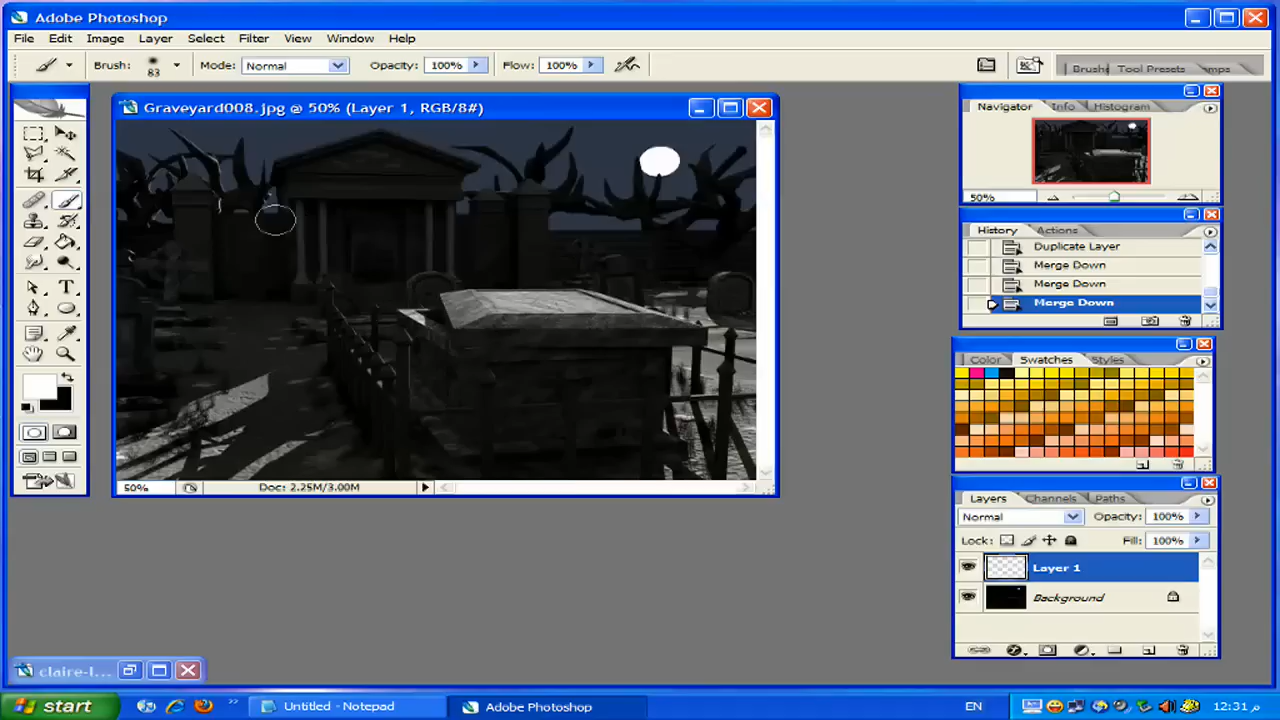 Adobe Photoshop
File Edit Image Layer Select Filter View Window Help
Brush: 83 Mode: Normal Opacity: 100% Flow: 100%
Brushe Tool Presets mps
Graveyard008.jpg @ 50% (Layer 1, RGB/8#)
50% Doc: 2.25M/3.00M
Navigator Info Histogram
50%
History Actions
Duplicate Layer
Merge Down
Merge Down
Merge Down
Color Swatches Styles
Layers Channels Paths
Normal Opacity: 100%
Lock: Fill: 100%
Layer 1
Background
claire-l...
start Untitled - Notepad Adobe Photoshop EN 12:31 م